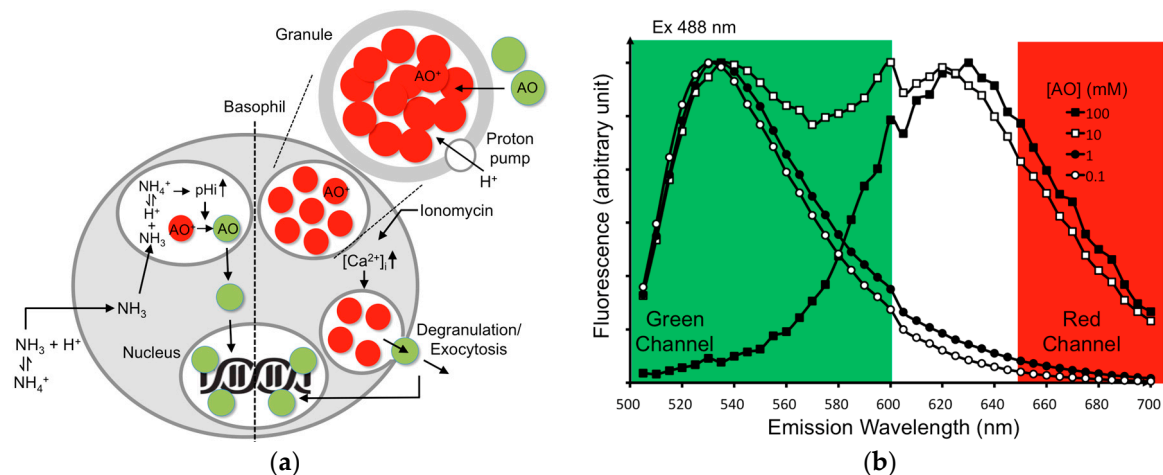 Granule
AO⁺
AO
Basophil
Proton
pump
H⁺
NH₄⁺
pHi
H⁺
+
NH₃
AO⁺
AO
AO⁺
Ionomycin
[Ca²⁺]ᵢ
NH₃
Degranulation/
Exocytosis
Nucleus
NH₃ + H⁺
NH₄⁺
(a)
Ex 488 nm
[AO] (mM)
100
10
1
0.1
Green
Channel
Red
Channel
Fluorescence (arbitrary unit)
500 520 540 560 580 600 620 640 660 680 700
Emission Wavelength (nm)
(b)